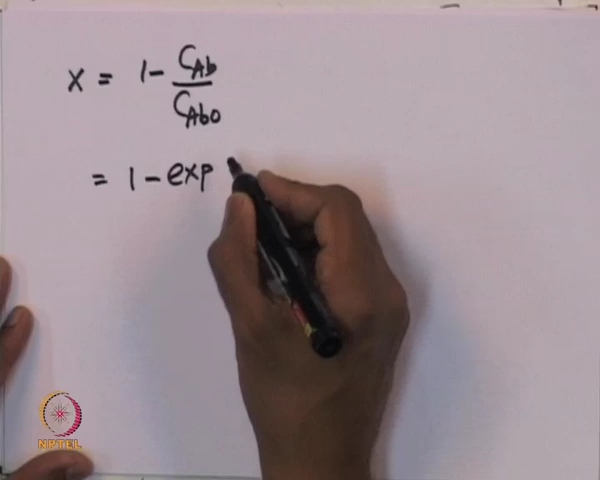 x = 1 - C_Ab / C_Ab0
= 1 - exp
NPTEL